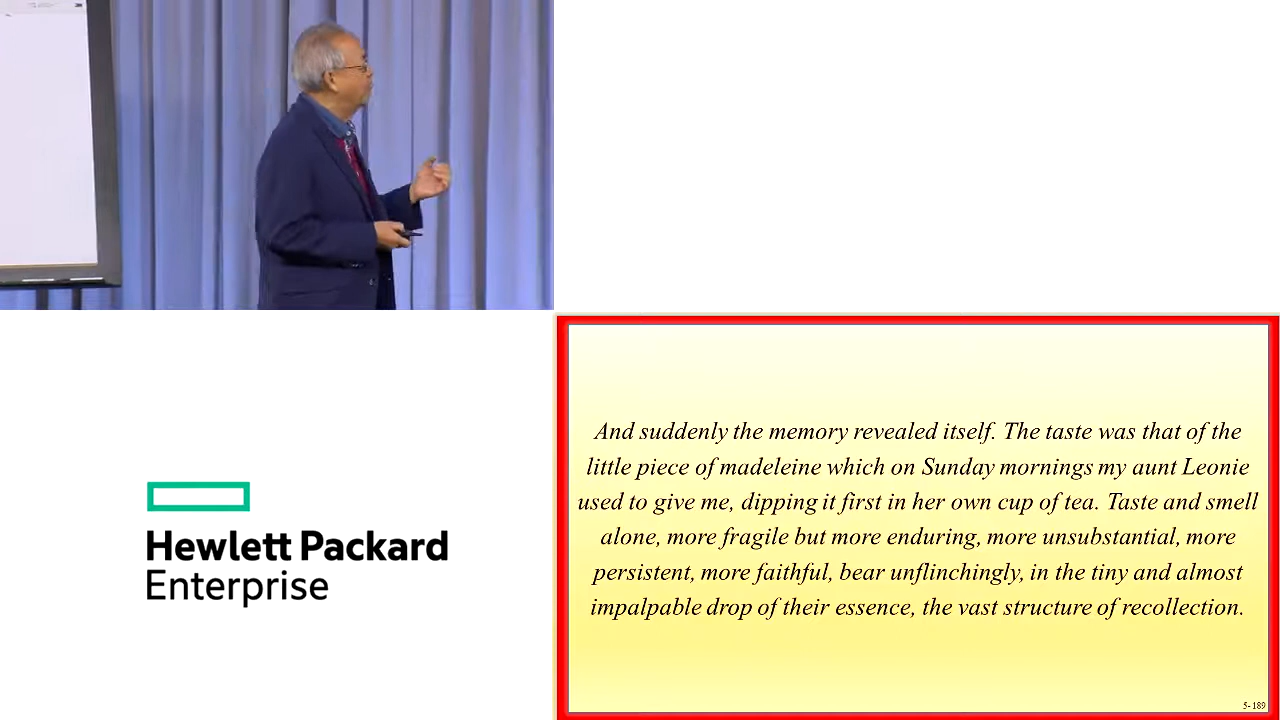 Hewlett Packard
Enterprise
And suddenly the memory revealed itself. The taste was that of the
little piece of madeleine which on Sunday mornings my aunt Leonie
used to give me, dipping it first in her own cup of tea. Taste and smell
alone, more fragile but more enduring, more unsubstantial, more
persistent, more faithful, bear unflinchingly, in the tiny and almost
impalpable drop of their essence, the vast structure of recollection.
5-189